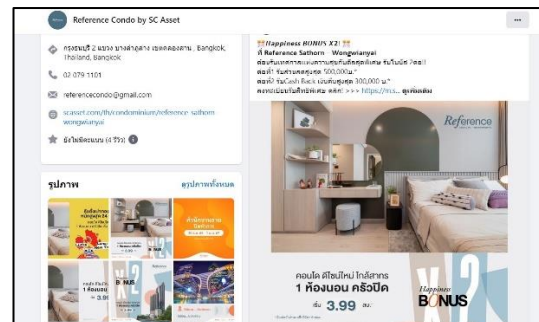 Reference Condo by SC Asset
กรุงธนบุรี 2 แขวง บางลำภูล่าง เขตคลองสาน , Bangkok,
Thailand, Bangkok
02 079 1101
referencecondo@gmail.com
scasset.com/th/condominium/reference-sathorn
wongwianyai
ยังไม่มีคะแนน (4 รีวิว)
รูปภาพ
ดูรูปภาพทั้งหมด
Happiness BONUS X2!
ที่ Reference Sathorn Wongwianyai
ต่อที่1 รับส่วนลดสูงสุด 500,000บ.*
ต่อที่2 รับCash Back เงินคืนสูงสุด 300,000 บ.*
ลงทะเบียนรับสิทธิพิเศษ คลิก! >>> https://m.s... ดูเพิ่มเติม
Reference
คอนโด ดีไซน์ใหม่ ใกล้สาทร
1 ห้องนอน ครัวปิด
เริ่ม 3.99 ลบ.
Happiness
BONUS
X2